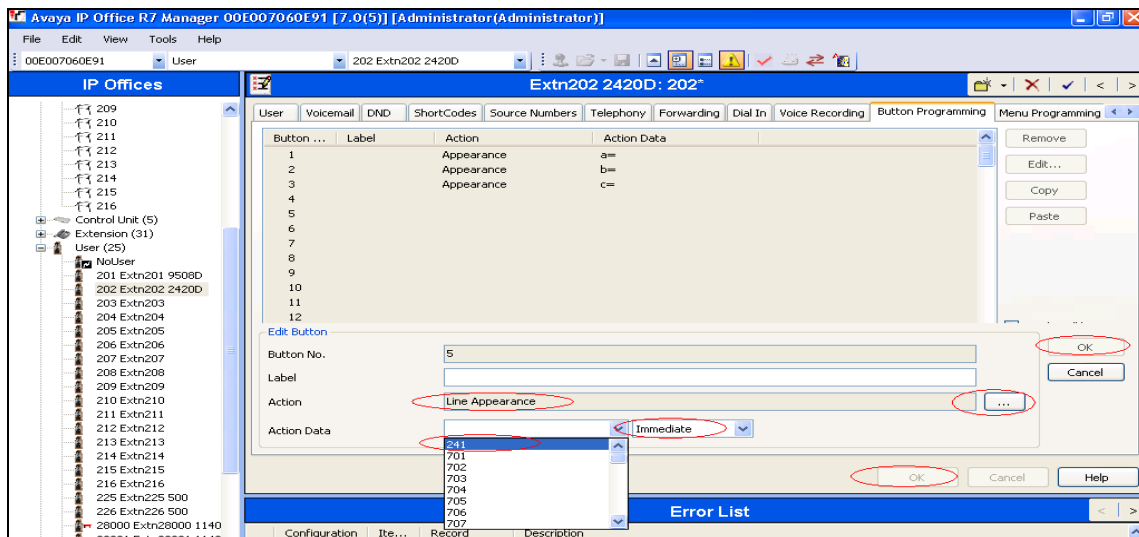 Avaya IP Office R7 Manager 00E007060E91 [7.0(5)] [Administrator(Administrator)]
File Edit View Tools Help
00E007060E91 User 202 Extn202 2420D
IP Offices
209
210
211
212
213
214
215
216
Control Unit (5)
Extension (31)
User (25)
NoUser
201 Extn201 9508D
202 Extn202 2420D
203 Extn203
204 Extn204
205 Extn205
206 Extn206
207 Extn207
208 Extn208
209 Extn209
210 Extn210
211 Extn211
212 Extn212
213 Extn213
214 Extn214
215 Extn215
216 Extn216
225 Extn225 500
226 Extn226 500
28000 Extn28000 1140
Extn202 2420D: 202*
User Voicemail DND ShortCodes Source Numbers Telephony Forwarding Dial In Voice Recording Button Programming Menu Programming
Button ... Label Action Action Data
1 Appearance a=
2 Appearance b=
3 Appearance c=
4
5
6
7
8
9
10
11
12
Remove
Edit...
Copy
Paste
Edit Button
Button No. 5
Label
Action Line Appearance ...
Action Data Immediate
241
701
702
703
704
705
706
707
OK
Cancel
OK Cancel Help
Error List
Configuration Ite... Record Description